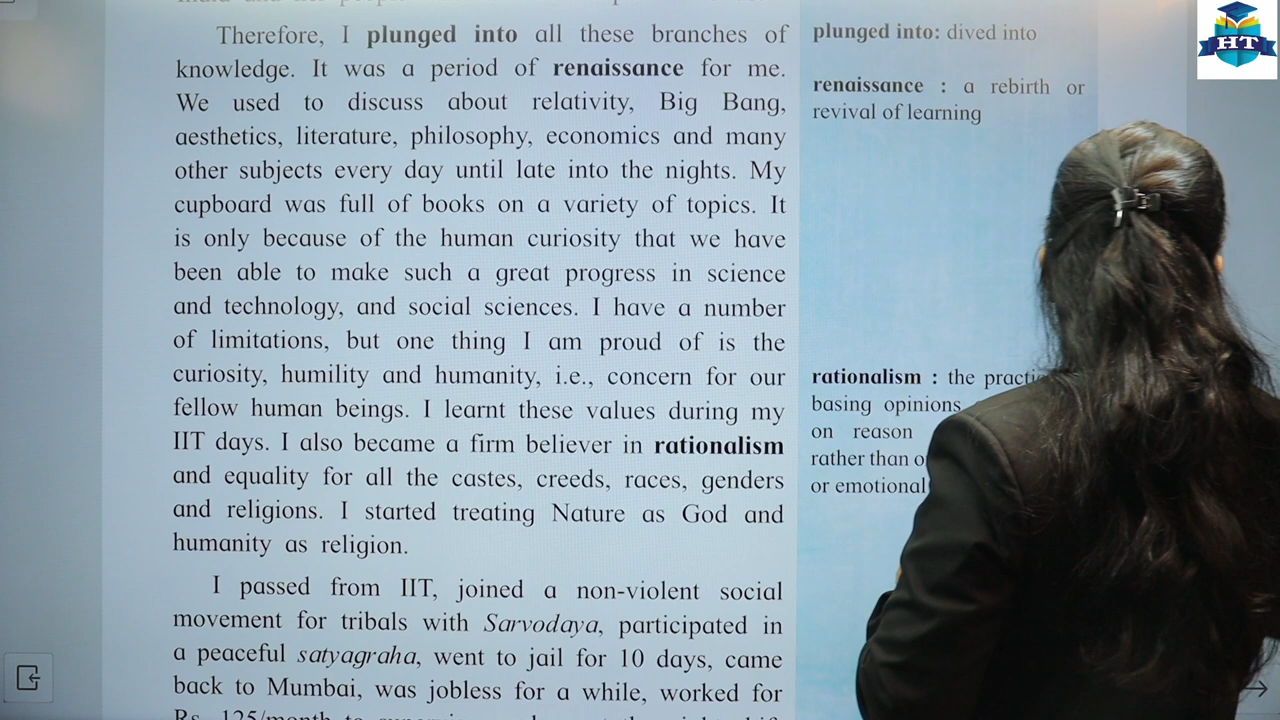 Therefore, I plunged into all these branches of
knowledge. It was a period of renaissance for me.
We used to discuss about relativity, Big Bang,
aesthetics, literature, philosophy, economics and many
other subjects every day until late into the nights. My
cupboard was full of books on a variety of topics. It
is only because of the human curiosity that we have
been able to make such a great progress in science
and technology, and social sciences. I have a number
of limitations, but one thing I am proud of is the
curiosity, humility and humanity, i.e., concern for our
fellow human beings. I learnt these values during my
IIT days. I also became a firm believer in rationalism
and equality for all the castes, creeds, races, genders
and religions. I started treating Nature as God and
humanity as religion.
I passed from IIT, joined a non-violent social
movement for tribals with Sarvodaya, participated in
a peaceful satyagraha, went to jail for 10 days, came
back to Mumbai, was jobless for a while, worked for
Rs. 125/month to
plunged into: dived into
renaissance : a rebirth or
revival of learning
rationalism : the
basing opinions
on reason
rather than
or emotional
HT